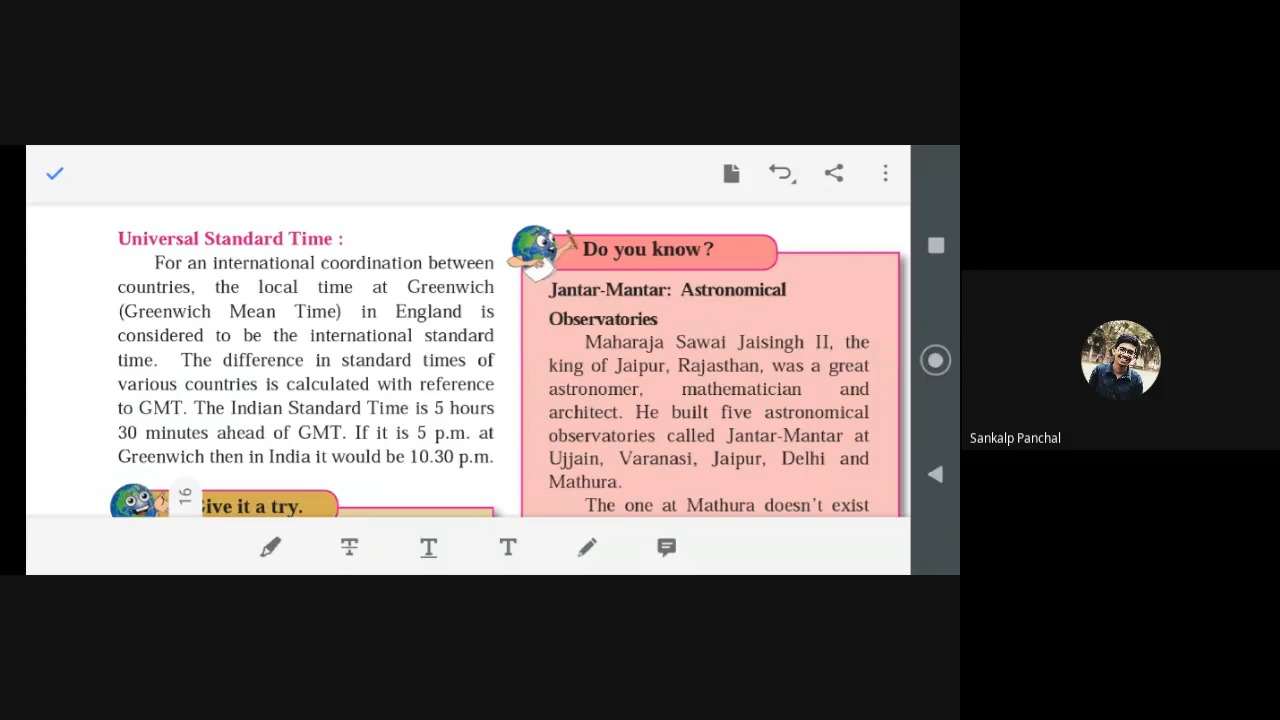 Universal Standard Time :
For an international coordination between
countries, the local time at Greenwich
(Greenwich Mean Time) in England is
considered to be the international standard
time. The difference in standard times of
various countries is calculated with reference
to GMT. The Indian Standard Time is 5 hours
30 minutes ahead of GMT. If it is 5 p.m. at
Greenwich then in India it would be 10.30 p.m.
16
Give it a try.
Do you know?
Jantar-Mantar: Astronomical
Observatories
Maharaja Sawai Jaisingh II, the
king of Jaipur, Rajasthan, was a great
astronomer, mathematician and
architect. He built five astronomical
observatories called Jantar-Mantar at
Ujjain, Varanasi, Jaipur, Delhi and
Mathura.
The one at Mathura doesn't exist
Sankalp Panchal